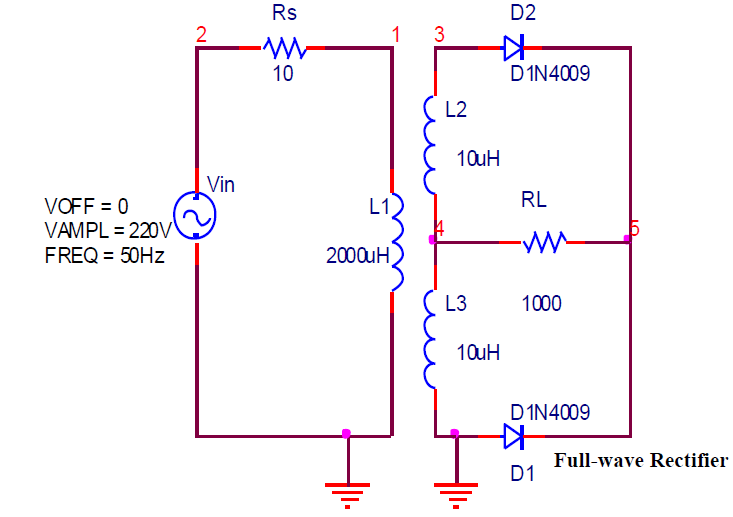 Rs
D2
2
1
3
10
D1N4009
L2
10uH
Vin
VOFF = 0
VAMPL = 220V
FREQ = 50Hz
L1
2000uH
RL
4
5
L3
1000
10uH
D1N4009
D1
Full-wave Rectifier